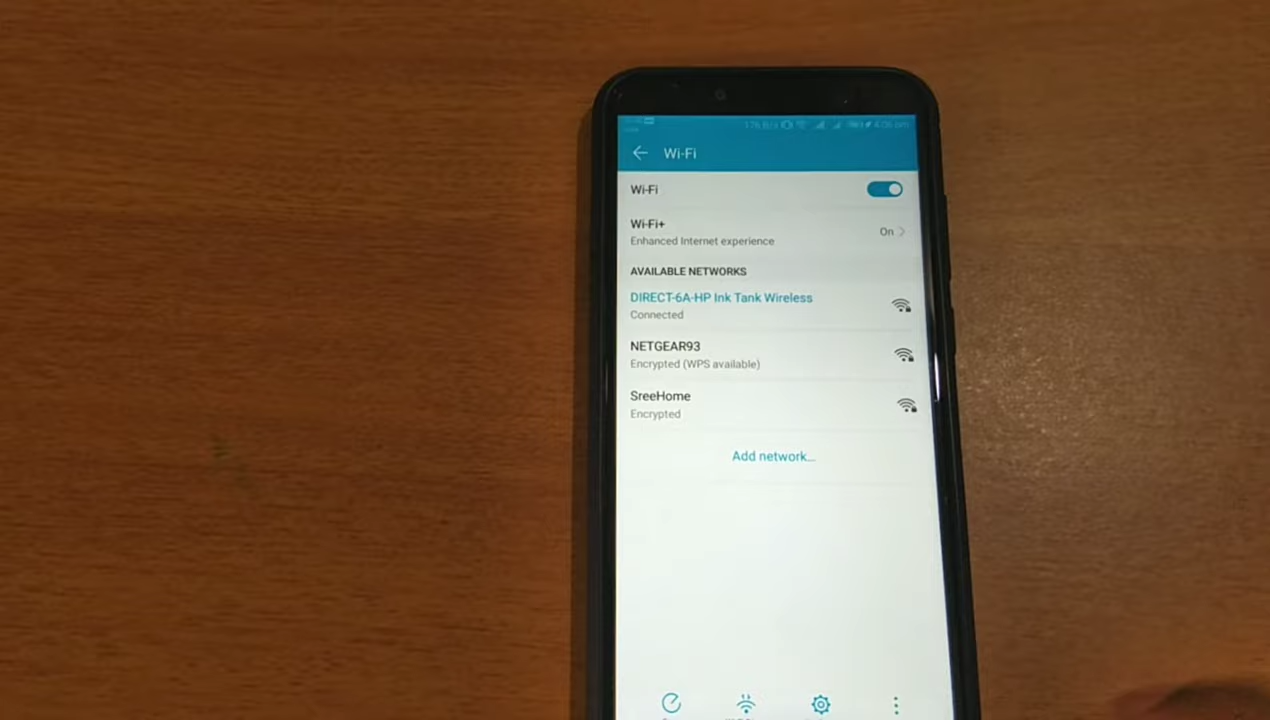 Wi-Fi
Wi-Fi
Wi-Fi+
Enhanced Internet experience
On
AVAILABLE NETWORKS
DIRECT-6A-HP Ink Tank Wireless
Connected
NETGEAR93
Encrypted (WPS available)
SreeHome
Encrypted
Add network...